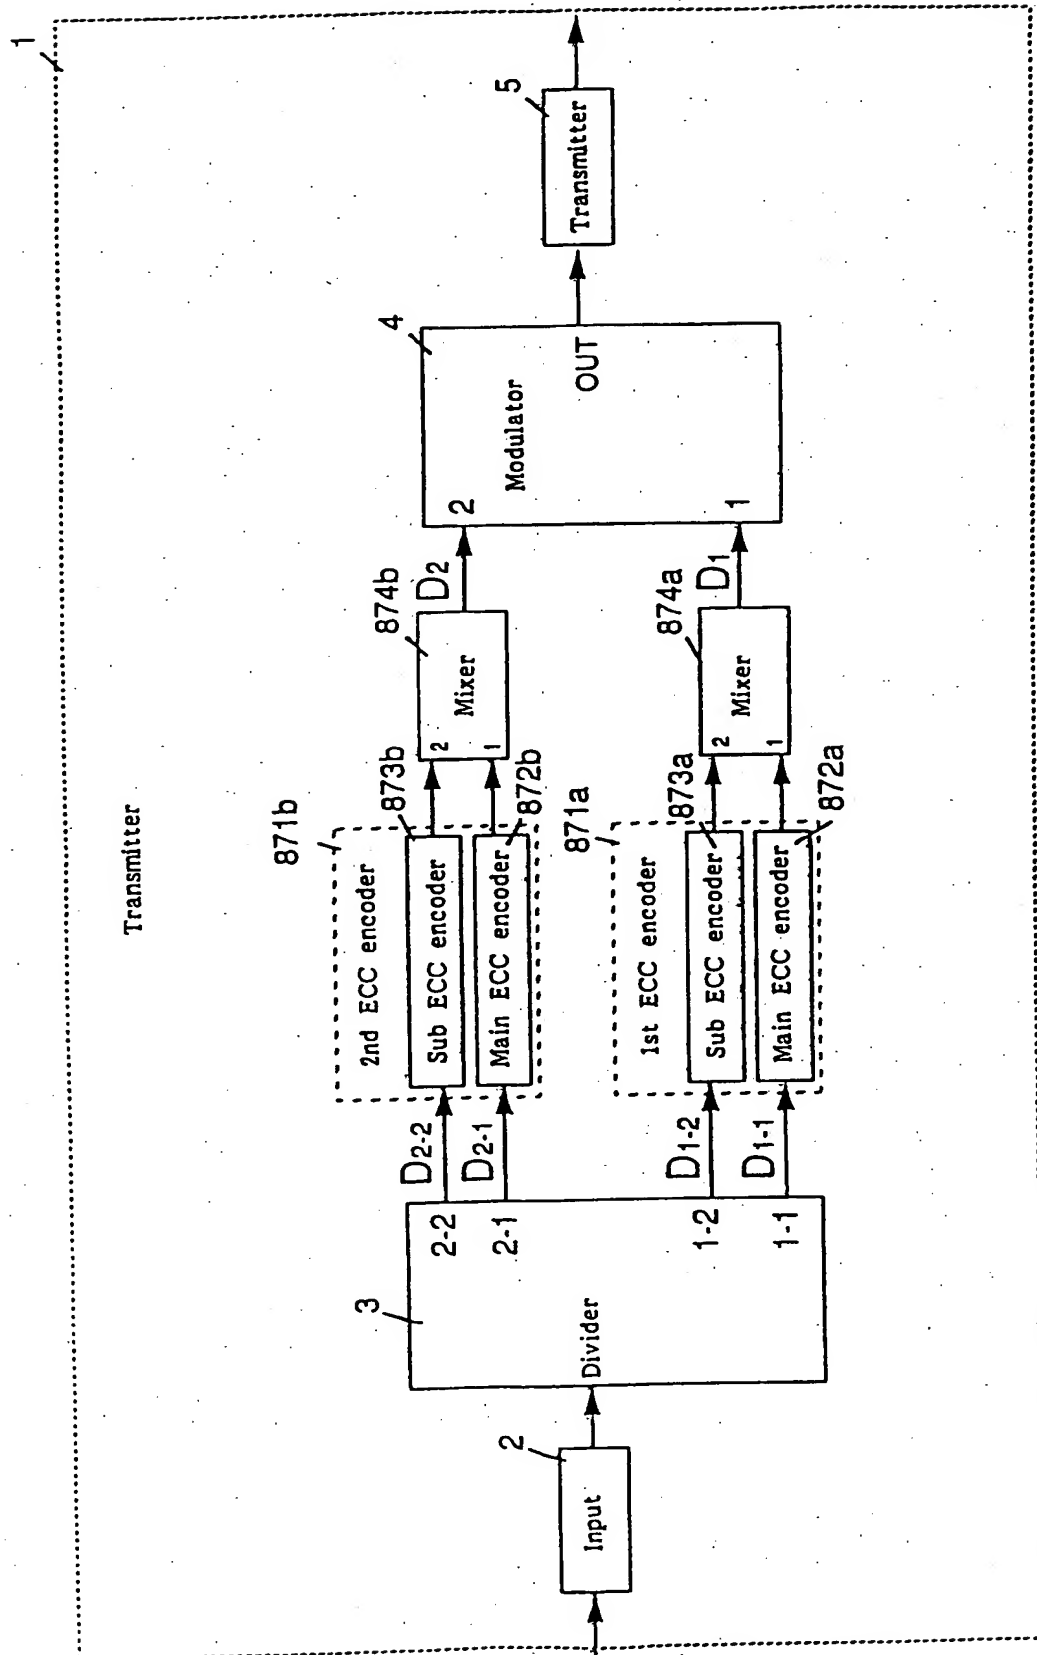 Transmitter
1
2
Input
3
Divider
2-2
2-1
1-2
1-1
D2-2
D2-1
D1-2
D1-1
871b
2nd ECC encoder
Sub ECC encoder
873b
Main ECC encoder
872b
871a
1st ECC encoder
Sub ECC encoder
873a
Main ECC encoder
872a
874b
2
1
Mixer
D2
874a
2
1
Mixer
D1
4
2
Modulator
1
OUT
5
Transmitter